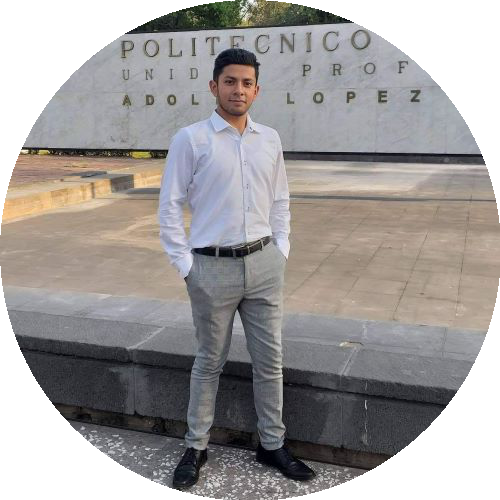 POLITECNICO
UNID PROF
ADOL LOPEZ